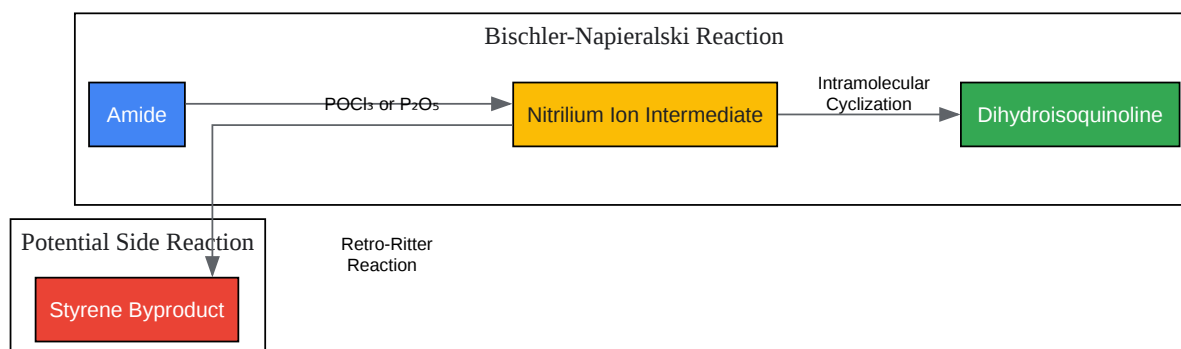 Bischler-Napieralski Reaction
Amide
POCl₃ or P₂O₅
Nitrilium Ion Intermediate
Intramolecular
Cyclization
Dihydroisoquinoline
Potential Side Reaction
Retro-Ritter
Reaction
Styrene Byproduct